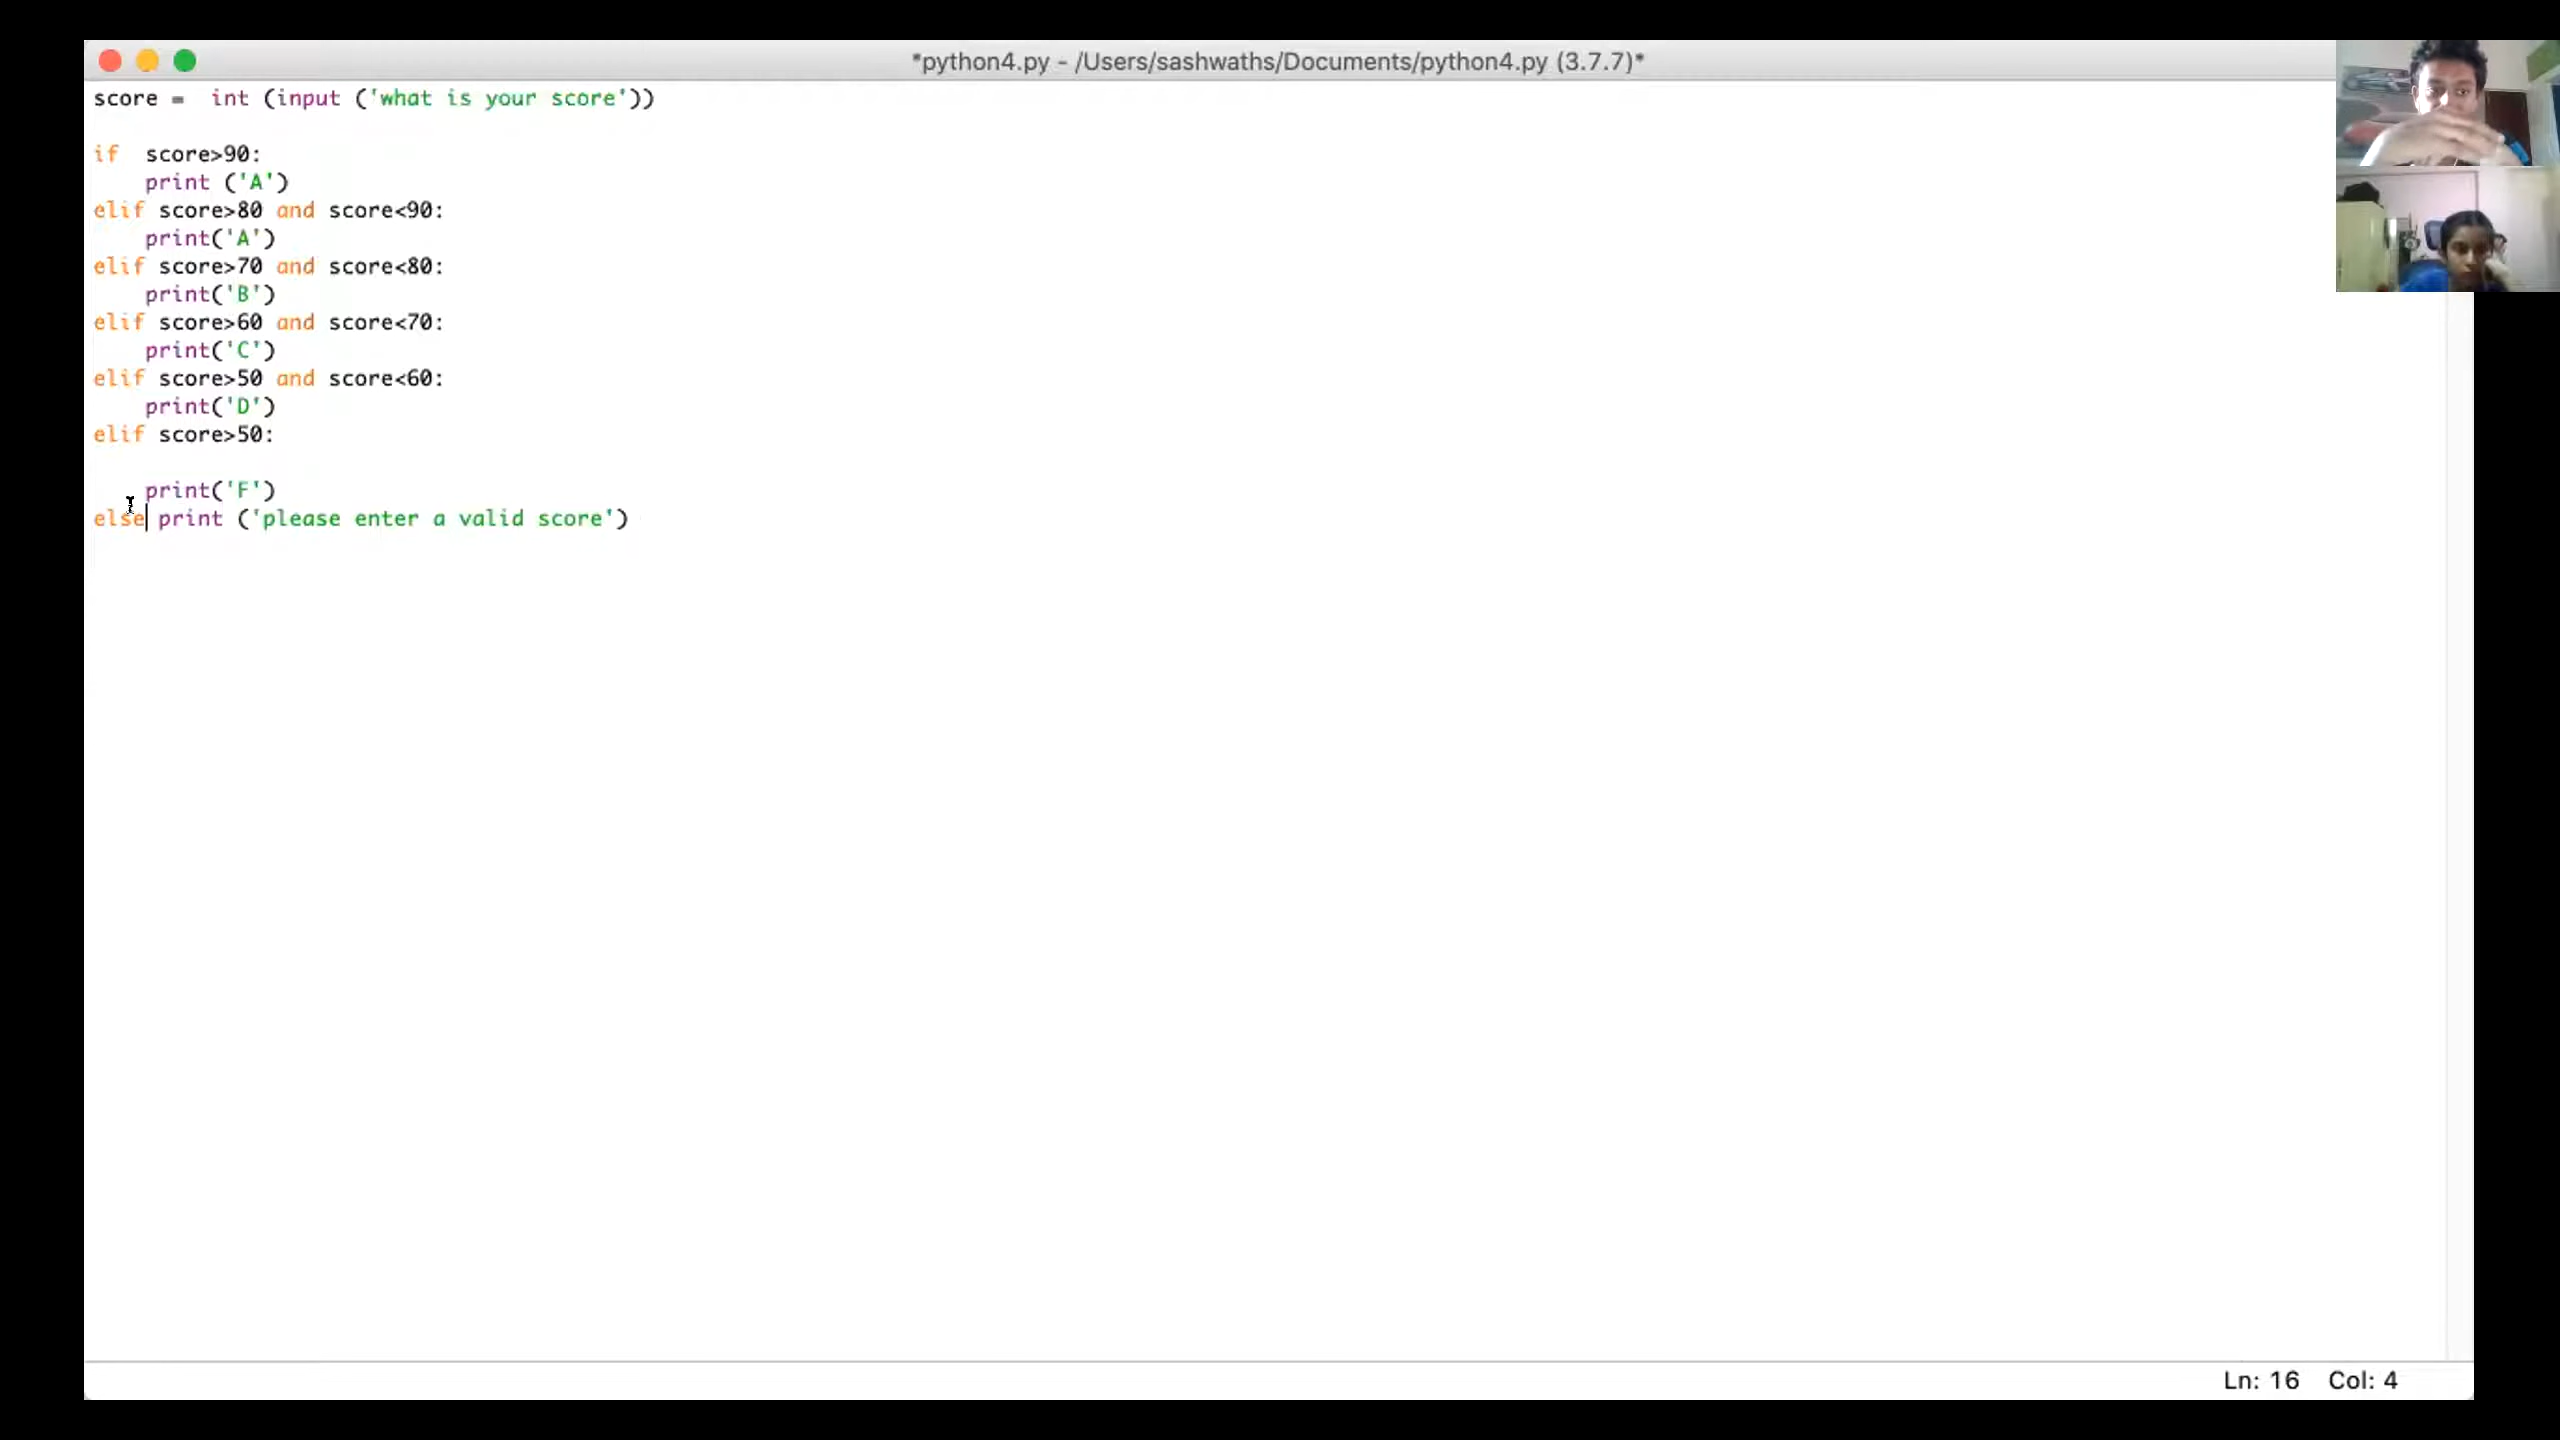 *python4.py - /Users/sashwaths/Documents/python4.py (3.7.7)*
score =  int (input ('what is your score'))
if  score>90:
    print ('A')
elif score>80 and score<90:
    print('A')
elif score>70 and score<80:
    print('B')
elif score>60 and score<70:
    print('C')
elif score>50 and score<60:
    print('D')
elif score>50:
    print('F')
else print ('please enter a valid score')
Ln: 16  Col: 4